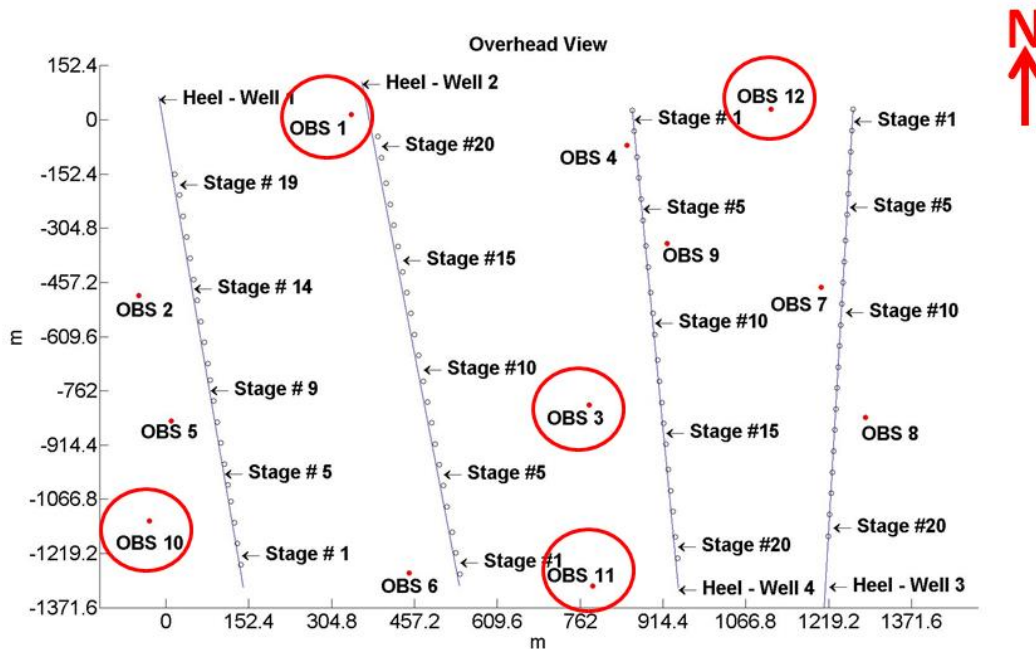 N
Overhead View
152.4
0
-152.4
-304.8
-457.2
-609.6
-762
-914.4
-1066.8
-1219.2
-1371.6
m
Heel - Well 1
Heel - Well 2
OBS 12
OBS 1
Stage #20
Stage # 1
Stage #1
OBS 4
Stage # 19
Stage #5
Stage #5
OBS 9
Stage #15
Stage # 14
OBS 2
OBS 7
Stage #10
Stage #10
Stage #10
Stage # 9
OBS 3
OBS 5
Stage #15
OBS 8
Stage # 5
Stage #5
OBS 10
Stage #20
Stage #20
Stage # 1
Stage #1
OBS 11
OBS 6
Heel - Well 4
Heel - Well 3
0 152.4 304.8 457.2 609.6 762 914.4 1066.8 1219.2 1371.6
m